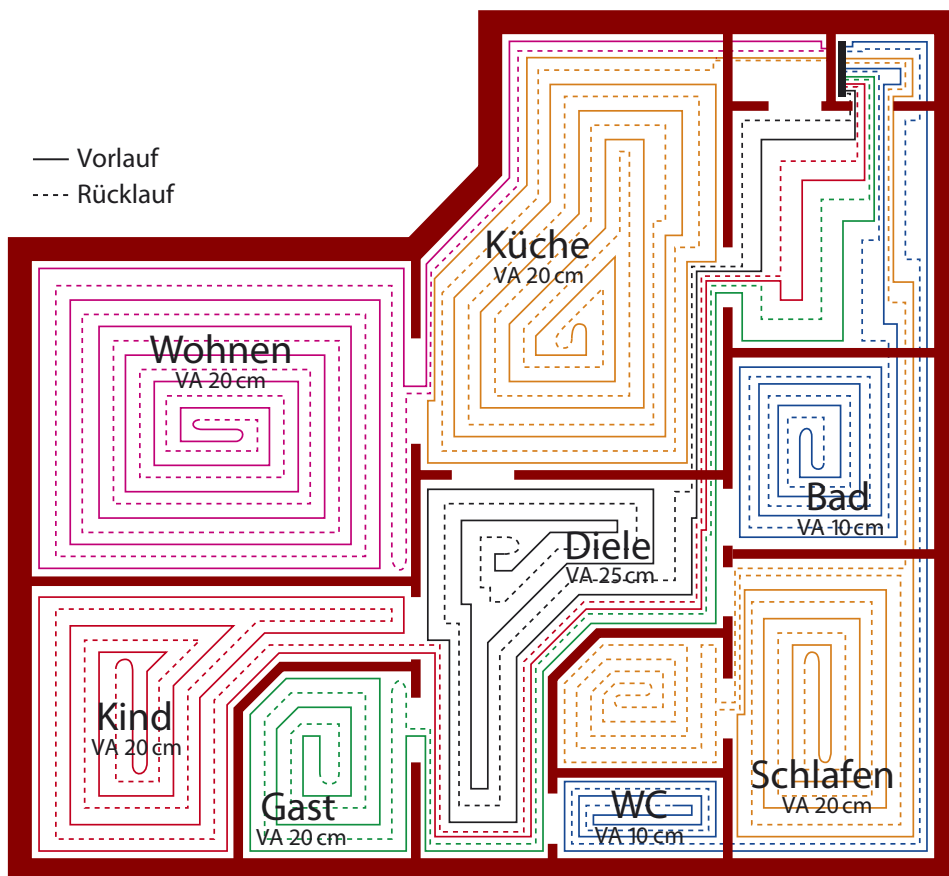 Vorlauf
Rücklauf
Küche
VA 20 cm
Wohnen
VA 20 cm
Bad
VA 10 cm
Diele
VA 25 cm
Kind
VA 20 cm
Gast
VA 20 cm
WC
VA 10 cm
Schlafen
VA 20 cm